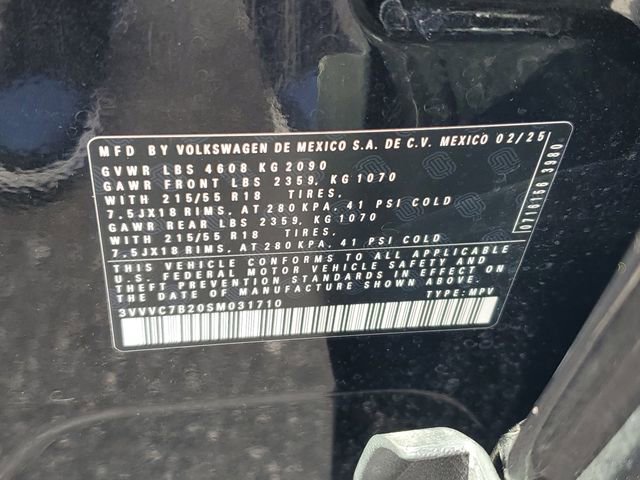 MFD BY VOLKSWAGEN DE MEXICO S.A. DE C.V. MEXICO 02/25
GVWR LBS 4608 KG 2090
GAWR FRONT LBS 2359, KG 1070
WITH 215/55 R18 TIRES,
7.5JX18 RIMS, AT 280 KPA, 41 PSI COLD
GAWR REAR LBS 2359, KG 1070
WITH 215/55 R18 TIRES,
7.5JX18 RIMS, AT 280 KPA, 41 PSI COLD
THIS VEHICLE CONFORMS TO ALL APPLICABLE
U.S. FEDERAL MOTOR VEHICLE SAFETY AND
THEFT PREVENTION STANDARDS IN EFFECT ON
THE DATE OF MANUFACTURE SHOWN ABOVE.
3VVVC7B20SM031710 TYPE: MPV